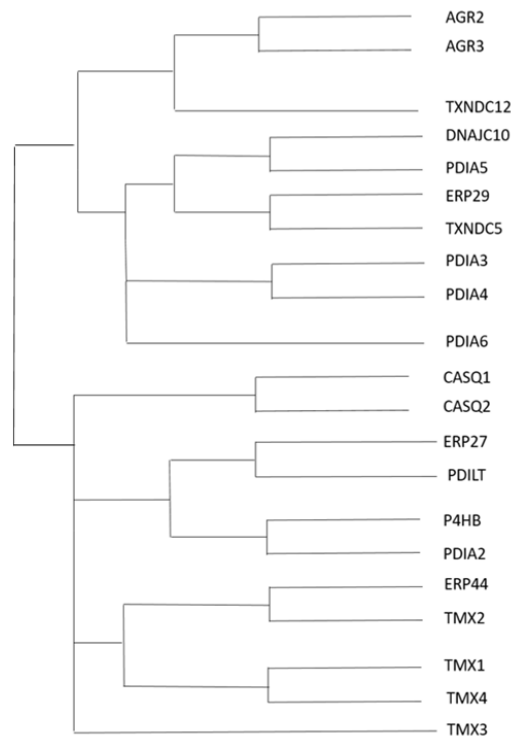 AGR2
AGR3
TXNDC12
DNAJC10
PDIA5
ERP29
TXNDC5
PDIA3
PDIA4
PDIA6
CASQ1
CASQ2
ERP27
PDILT
P4HB
PDIA2
ERP44
TMX2
TMX1
TMX4
TMX3